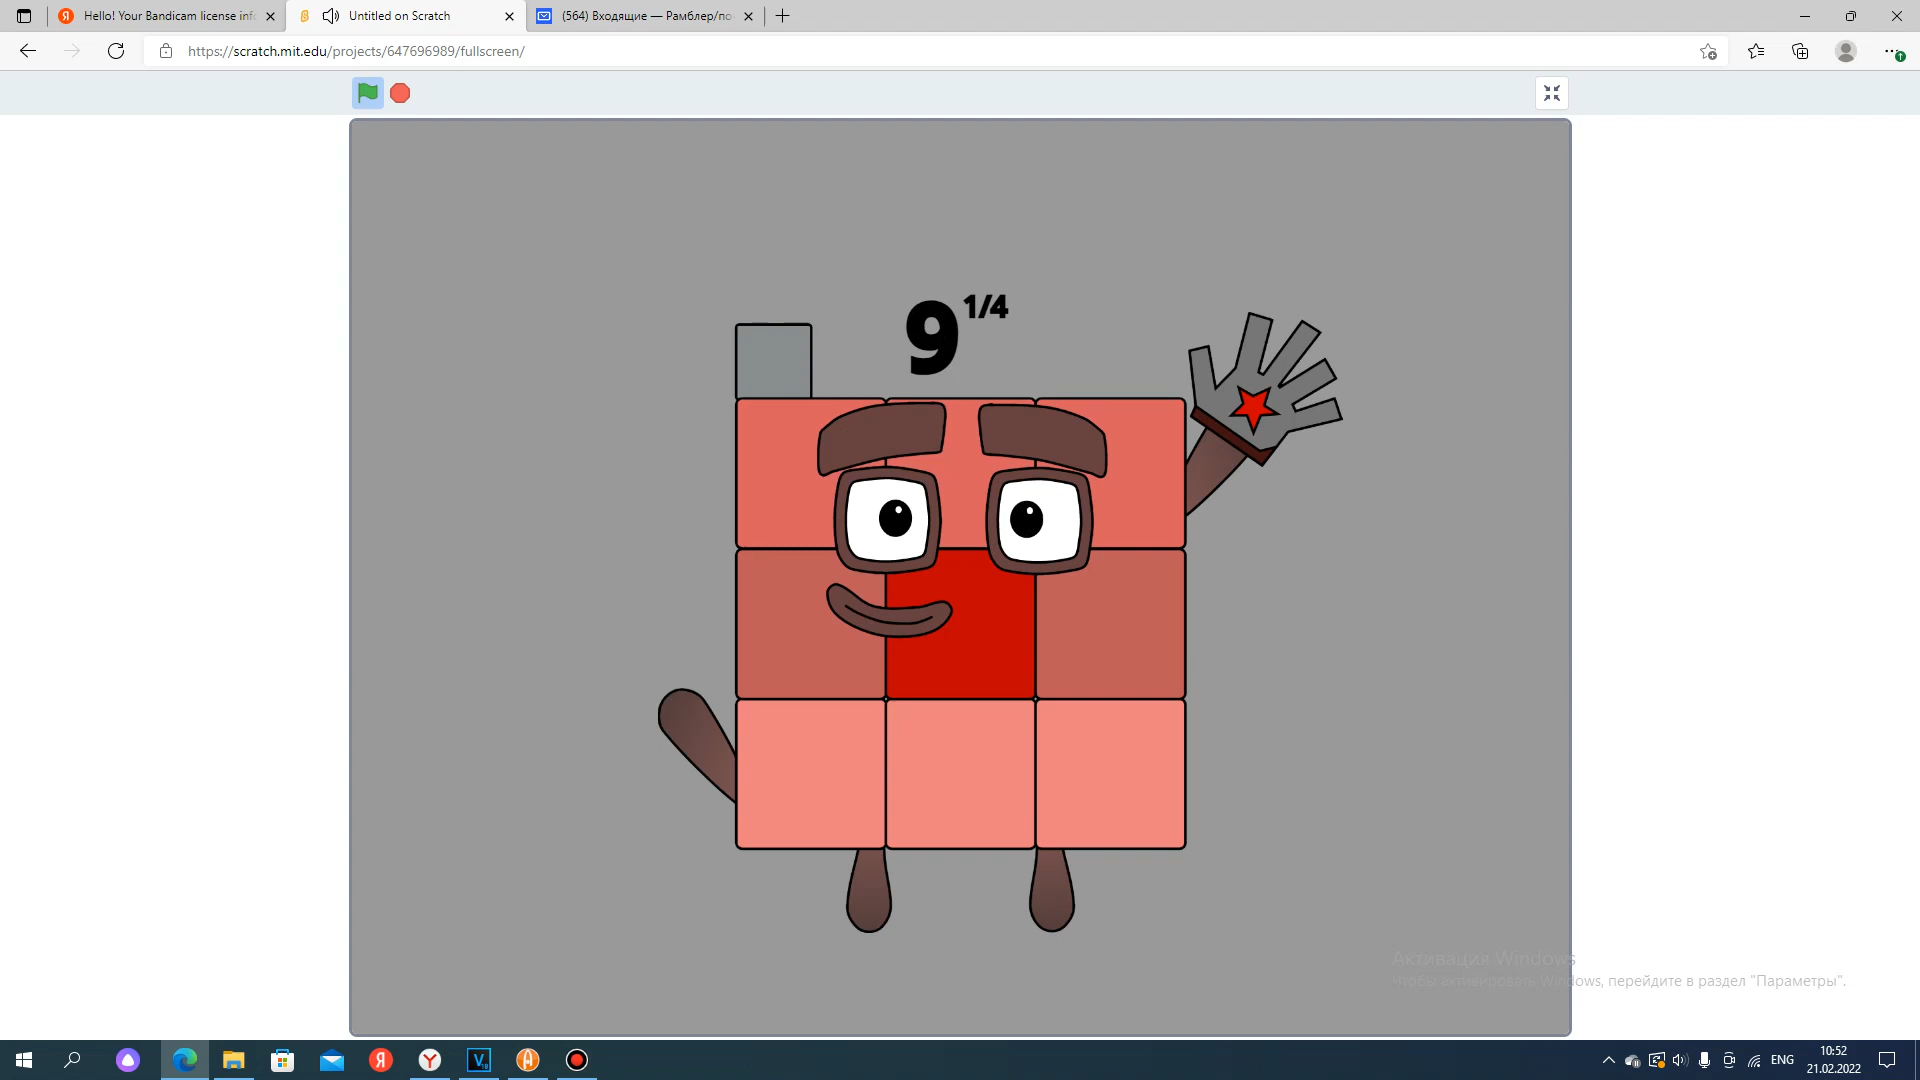 Hello! Your Bandicam license info
Untitled on Scratch
(564) Входящие — Рамблер/по
https://scratch.mit.edu/projects/647696989/fullscreen/
9 1/4
Активация Windows
Чтобы активировать Windows, перейдите в раздел "Параметры".
ENG
10:52
21.02.2022